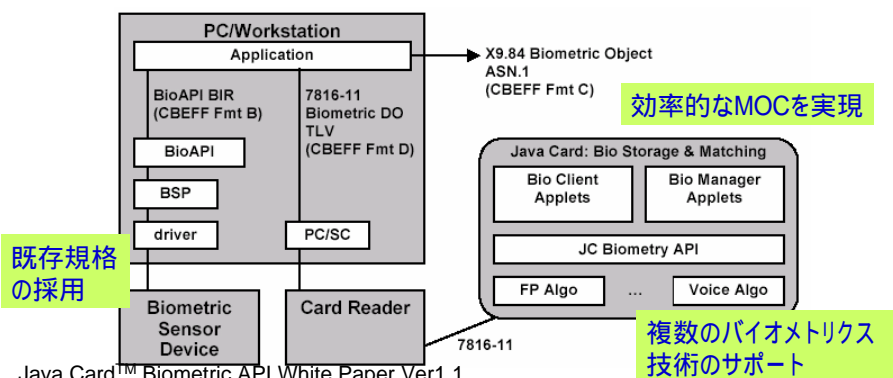 PC/Workstation
Application
BioAPI BIR
(CBEFF Fmt B)
7816-11
Biometric DO
TLV
(CBEFF Fmt D)
BioAPI
BSP
driver
PC/SC
X9.84 Biometric Object
ASN.1
(CBEFF Fmt C)
効率的なMOCを実現
Java Card: Bio Storage & Matching
Bio Client
Applets
Bio Manager
Applets
JC Biometry API
FP Algo
...
Voice Algo
既存規格
の採用
Biometric
Sensor
Device
Card Reader
7816-11
複数のバイオメトリクス
技術のサポート
Java Card™ Biometric API White Paper Ver1.1